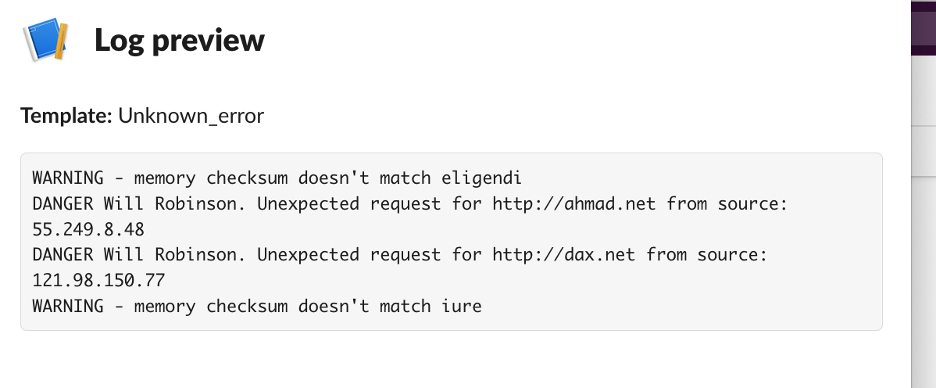 Log preview
Template: Unknown_error
WARNING - memory checksum doesn't match eligendi
DANGER Will Robinson. Unexpected request for http://ahmad.net from source:
55.249.8.48
DANGER Will Robinson. Unexpected request for http://dax.net from source:
121.98.150.77
WARNING - memory checksum doesn't match iure